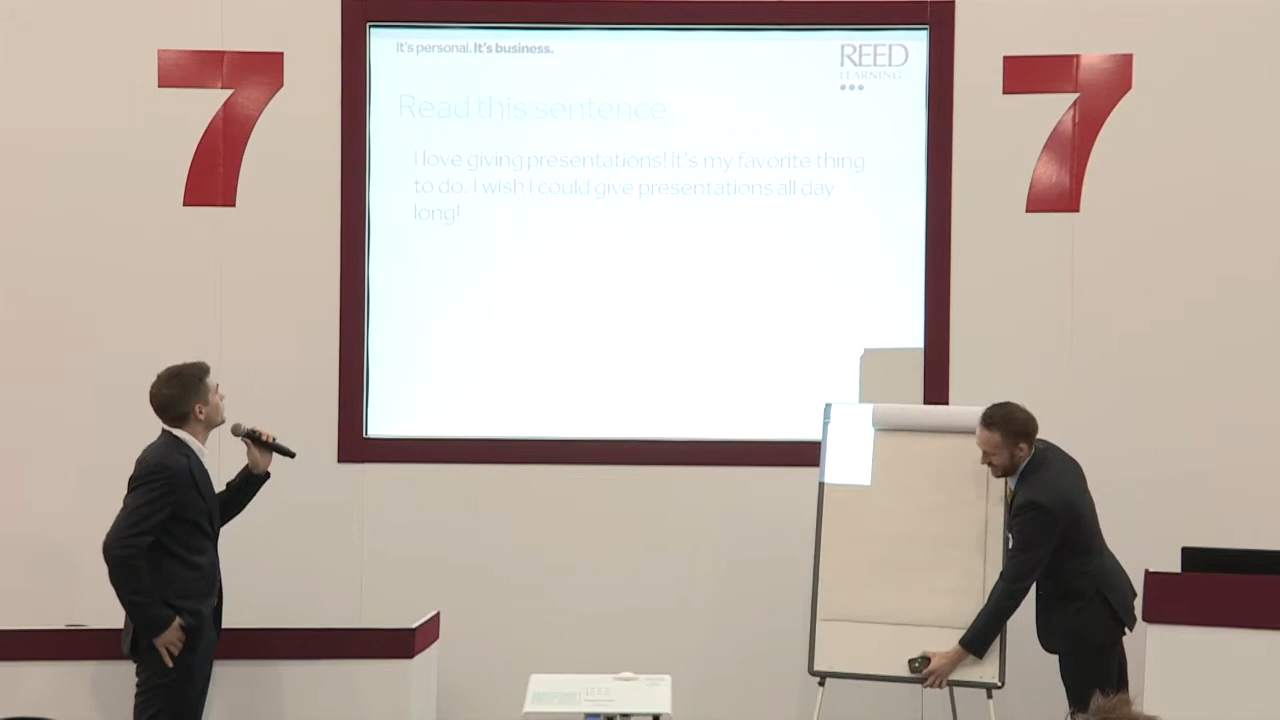 7
It's personal. It's business.
REED
LEARNING
7
Read this sentence
I love giving presentations! It's my favorite thing
to do. I wish I could give presentations all day
long!